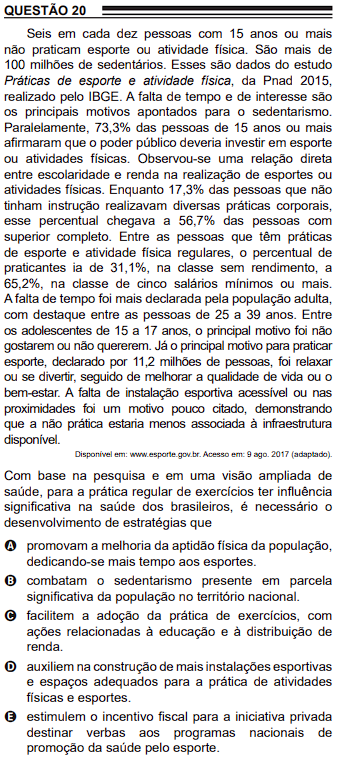 QUESTÃO 20
Seis em cada dez pessoas com 15 anos ou mais
não praticam esporte ou atividade física. São mais de
100 milhões de sedentários. Esses são dados do estudo
Práticas de esporte e atividade física, da Pnad 2015,
realizado pelo IBGE. A falta de tempo e de interesse são
os principais motivos apontados para o sedentarismo.
Paralelamente, 73,3% das pessoas de 15 anos ou mais
afirmaram que o poder público deveria investir em esporte
ou atividades físicas. Observou-se uma relação direta
entre escolaridade e renda na realização de esportes ou
atividades físicas. Enquanto 17,3% das pessoas que não
tinham instrução realizavam diversas práticas corporais,
esse percentual chegava a 56,7% das pessoas com
superior completo. Entre as pessoas que têm práticas
de esporte e atividade física regulares, o percentual de
praticantes ia de 31,1%, na classe sem rendimento, a
65,2%, na classe de cinco salários mínimos ou mais.
A falta de tempo foi mais declarada pela população adulta,
com destaque entre as pessoas de 25 a 39 anos. Entre
os adolescentes de 15 a 17 anos, o principal motivo foi não
gostarem ou não quererem. Já o principal motivo para praticar
esporte, declarado por 11,2 milhões de pessoas, foi relaxar
ou se divertir, seguido de melhorar a qualidade de vida ou o
bem-estar. A falta de instalação esportiva acessível ou nas
proximidades foi um motivo pouco citado, demonstrando
que a não prática estaria menos associada à infraestrutura
disponível.
Disponível em: www.esporte.gov.br. Acesso em: 9 ago. 2017 (adaptado).
Com base na pesquisa e em uma visão ampliada de
saúde, para a prática regular de exercícios ter influência
significativa na saúde dos brasileiros, é necessário o
desenvolvimento de estratégias que
A promovam a melhoria da aptidão física da população,
dedicando-se mais tempo aos esportes.
B combatam o sedentarismo presente em parcela
significativa da população no território nacional.
C facilitem a adoção da prática de exercícios, com
ações relacionadas à educação e à distribuição de
renda.
D auxiliem na construção de mais instalações esportivas
e espaços adequados para a prática de atividades
físicas e esportes.
E estimulem o incentivo fiscal para a iniciativa privada
destinar verbas aos programas nacionais de
promoção da saúde pelo esporte.